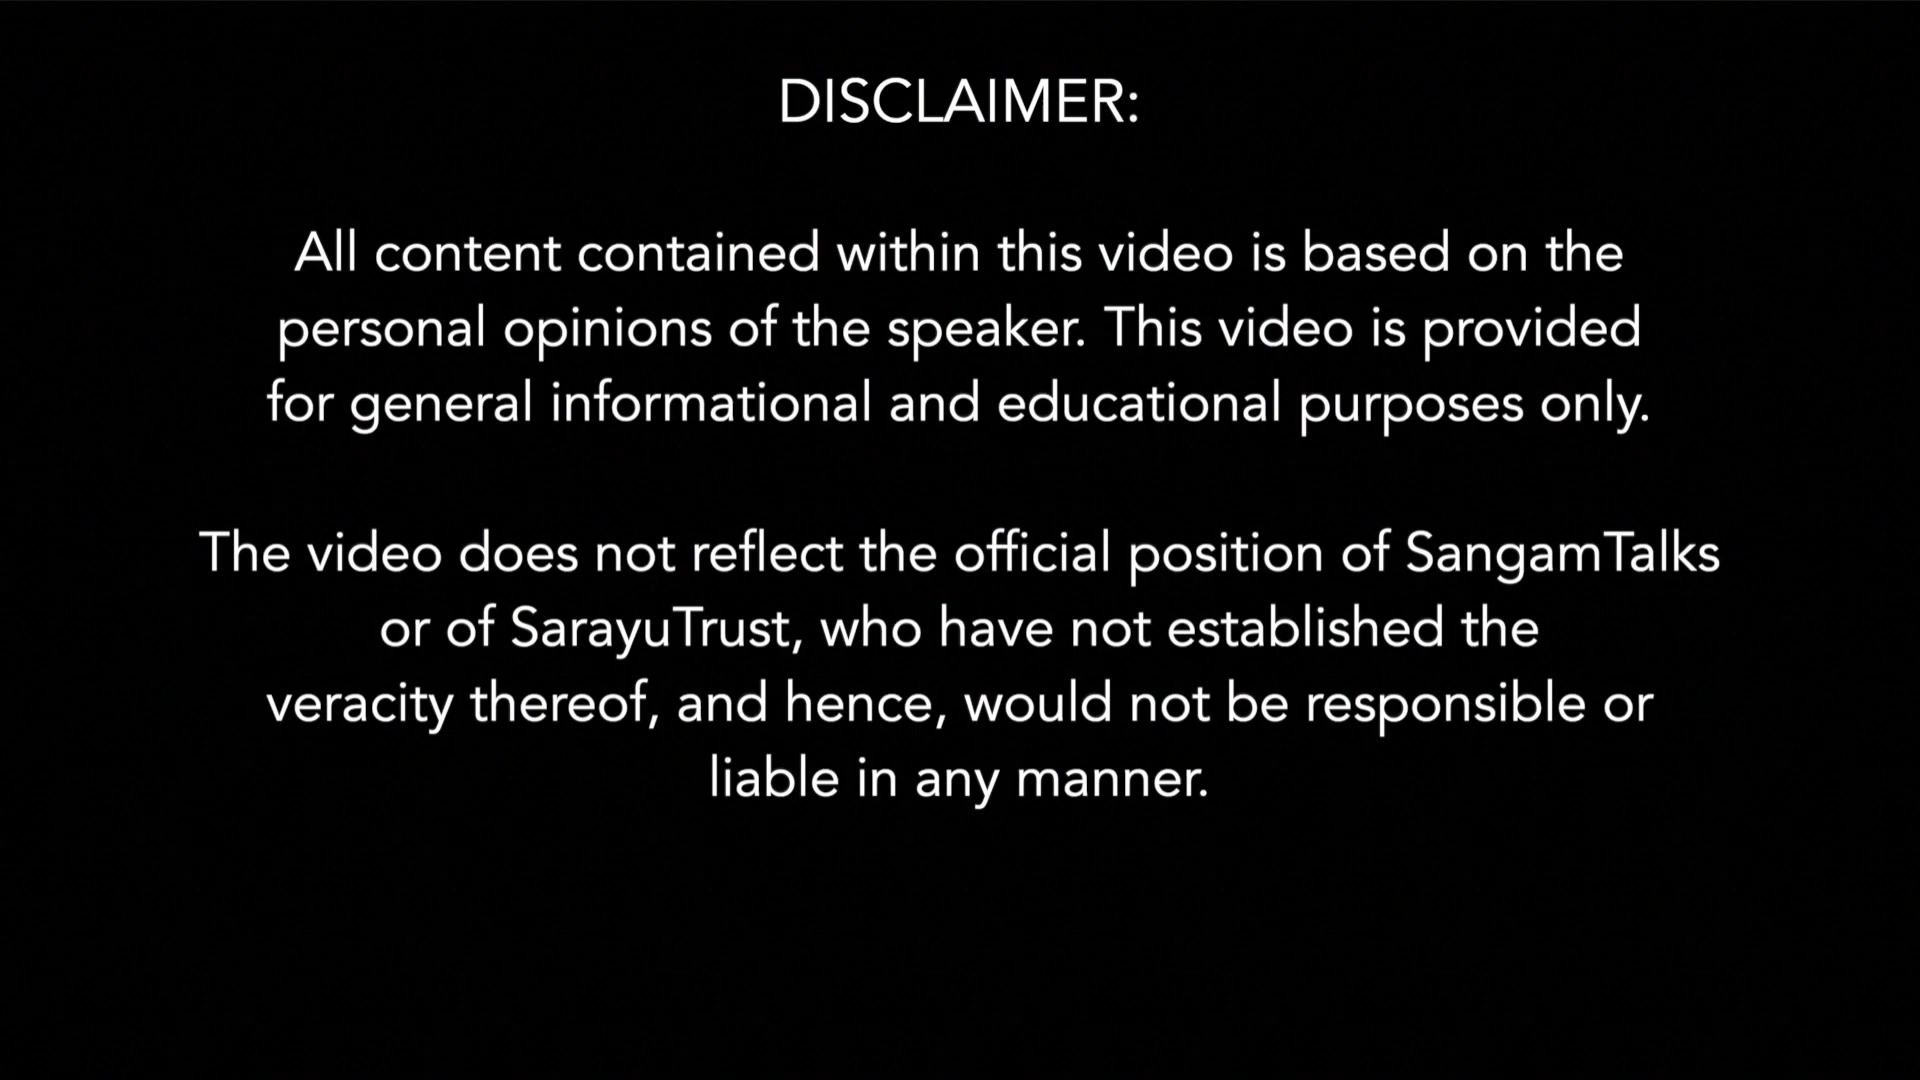 DISCLAIMER:
All content contained within this video is based on the
personal opinions of the speaker. This video is provided
for general informational and educational purposes only.
The video does not reflect the official position of SangamTalks
or of SarayuTrust, who have not established the
veracity thereof, and hence, would not be responsible or
liable in any manner.